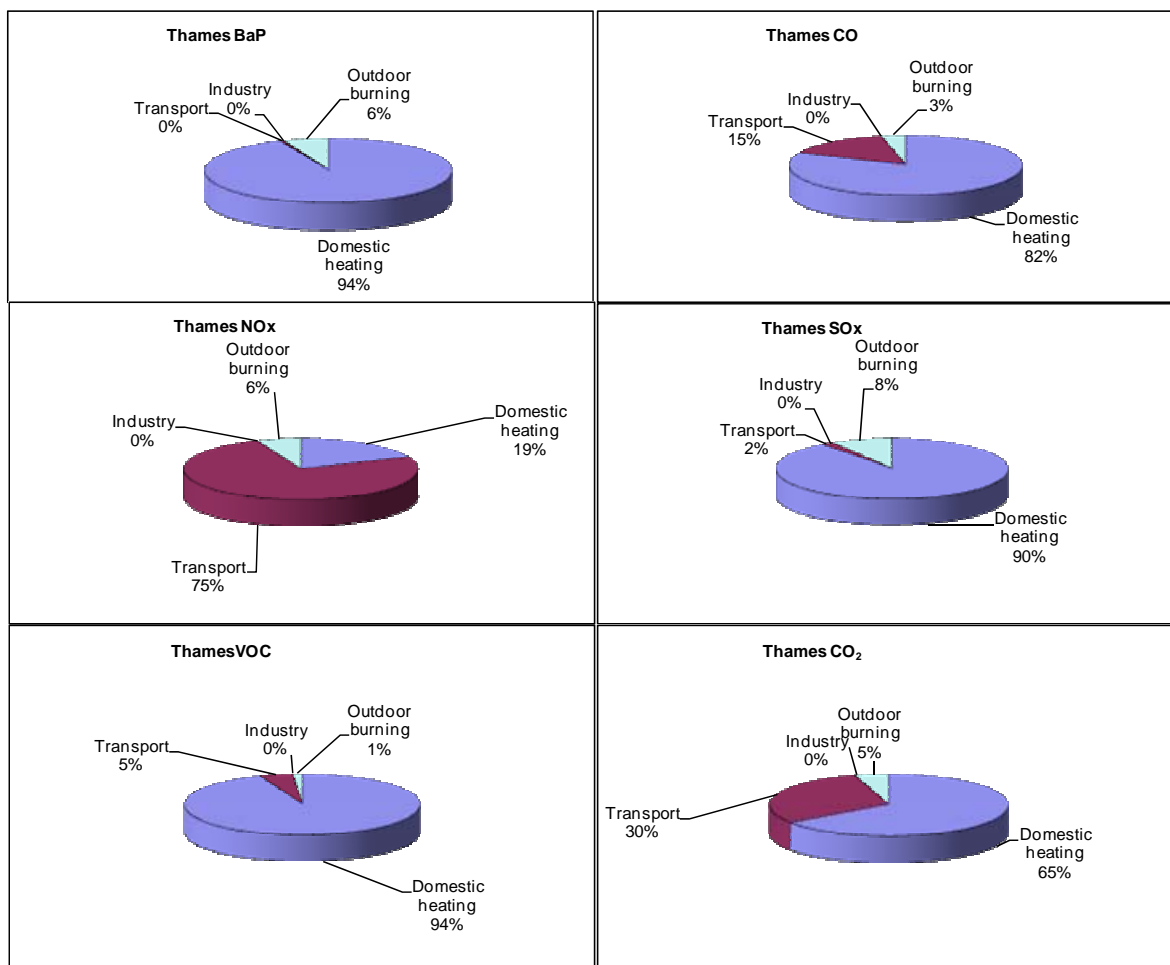 Thames BaP
Outdoor
burning
6%
Industry
0%
Transport
0%
Domestic
heating
94%
Thames CO
Outdoor
burning
3%
Industry
0%
Transport
15%
Domestic
heating
82%
Thames NOx
Outdoor
burning
6%
Industry
0%
Domestic
heating
19%
Transport
75%
Thames SOx
Outdoor
burning
8%
Industry
0%
Transport
2%
Domestic
heating
90%
ThamesVOC
Outdoor
burning
1%
Industry
0%
Transport
5%
Domestic
heating
94%
Thames CO₂
Outdoor
burning
5%
Industry
0%
Transport
30%
Domestic
heating
65%